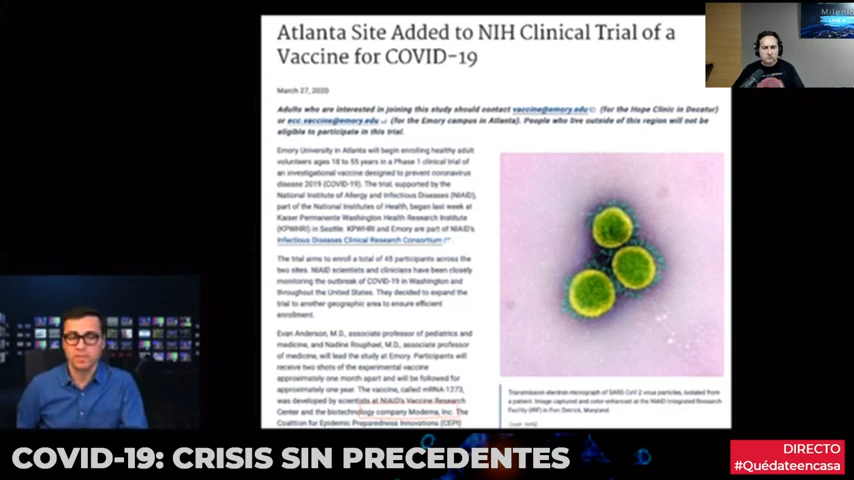 Atlanta Site Added to NIH Clinical Trial of a
Vaccine for COVID-19
March 27, 2020
Adults who are interested in joining this study should contact vaccine@emory.edu (for the Hope Clinic in Decatur)
or ecc.vaccine@emory.edu (for the Emory campus in Atlanta). People who live outside of this region will not be
eligible to participate in this trial.
Emory University in Atlanta will begin enrolling healthy adult
volunteers ages 18 to 55 years in a Phase 1 clinical trial of
an investigational vaccine designed to prevent coronavirus
disease 2019 (COVID-19). The trial, supported by the
National Institute of Allergy and Infectious Diseases (NIAID),
part of the National Institutes of Health, began last week at
Kaiser Permanente Washington Health Research Institute
(KPWHRI) in Seattle. KPWHRI and Emory are part of NIAID's
Infectious Diseases Clinical Research Consortium.
The trial aims to enroll a total of 45 participants across the
two sites. NIAID scientists and clinicians have been closely
monitoring the outbreak of COVID-19 in Washington and
throughout the United States. They decided to expand the
trial to another geographic area to ensure efficient
enrollment.
Evan Anderson, M.D., associate professor of pediatrics and
medicine, and Nadine Rouphael, M.D., associate professor
of medicine, will lead the study at Emory. Participants will
receive two shots of the experimental vaccine
approximately one month apart and will be followed for
approximately one year. The vaccine, called mRNA-1273,
was developed by scientists at NIAID's Vaccine Research
Center and the biotechnology company Moderna, Inc. The
Coalition for Epidemic Preparedness Innovations (CEPI)
Transmission electron micrograph of SARS-CoV-2 virus particles, isolated from
a patient. Image captured and color-enhanced at the NIAID Integrated Research
Facility (IRF) in Fort Detrick, Maryland.
Milenio
LIVE
COVID-19: CRISIS SIN PRECEDENTES
DIRECTO
#Quédateencasa